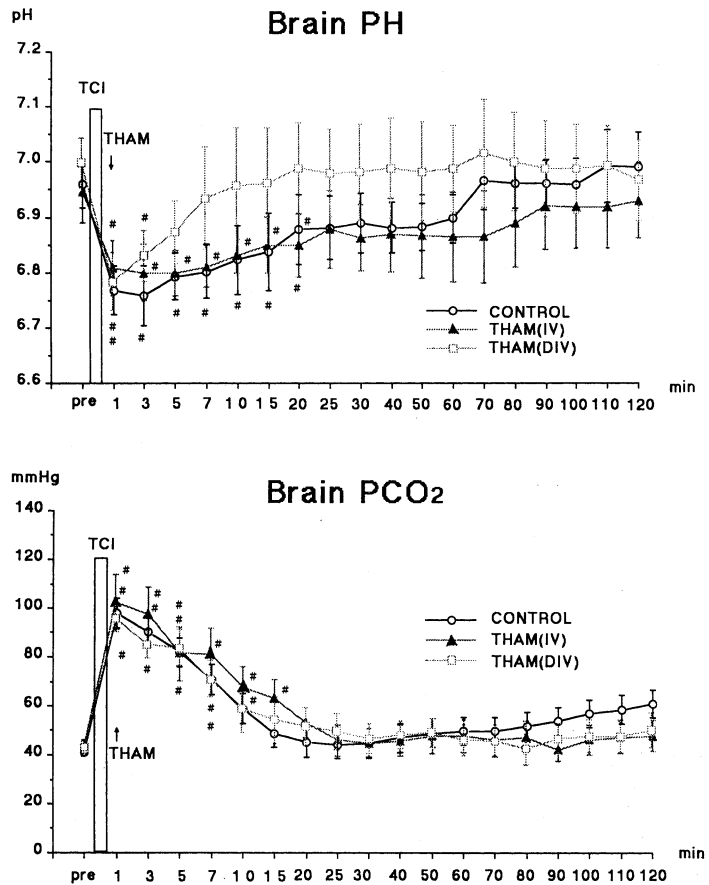 Brain PH
pH
7.2
7.1
7.0
6.9
6.8
6.7
6.6
TCI
THAM
# # # # # # # # #
# # # # # # # #
CONTROL
THAM(IV)
THAM(DIV)
pre 1 3 5 7 10 15 20 25 30 40 50 60 70 80 90 100 110 120 min
Brain PCO2
mmHg
140
120
100
80
60
40
20
0
TCI
THAM
# # # # # # # # # #
# # # # # # #
CONTROL
THAM(IV)
THAM(DIV)
pre 1 3 5 7 10 15 20 25 30 40 50 60 70 80 90 100 110 120 min